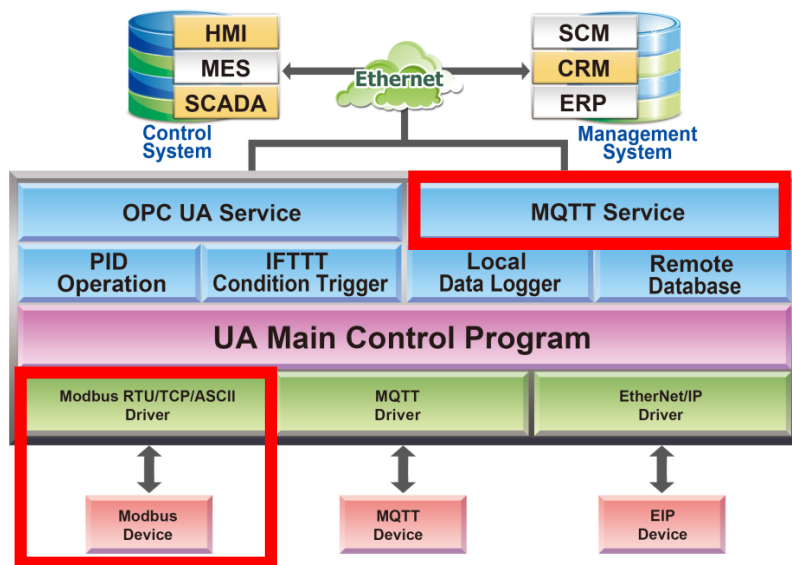 HMI
MES
SCADA
Control
System
Ethernet
SCM
CRM
ERP
Management
System
OPC UA Service
MQTT Service
PID
Operation
IFTTT
Condition Trigger
Local
Data Logger
Remote
Database
UA Main Control Program
Modbus RTU/TCP/ASCII
Driver
MQTT
Driver
EtherNet/IP
Driver
Modbus
Device
MQTT
Device
EIP
Device